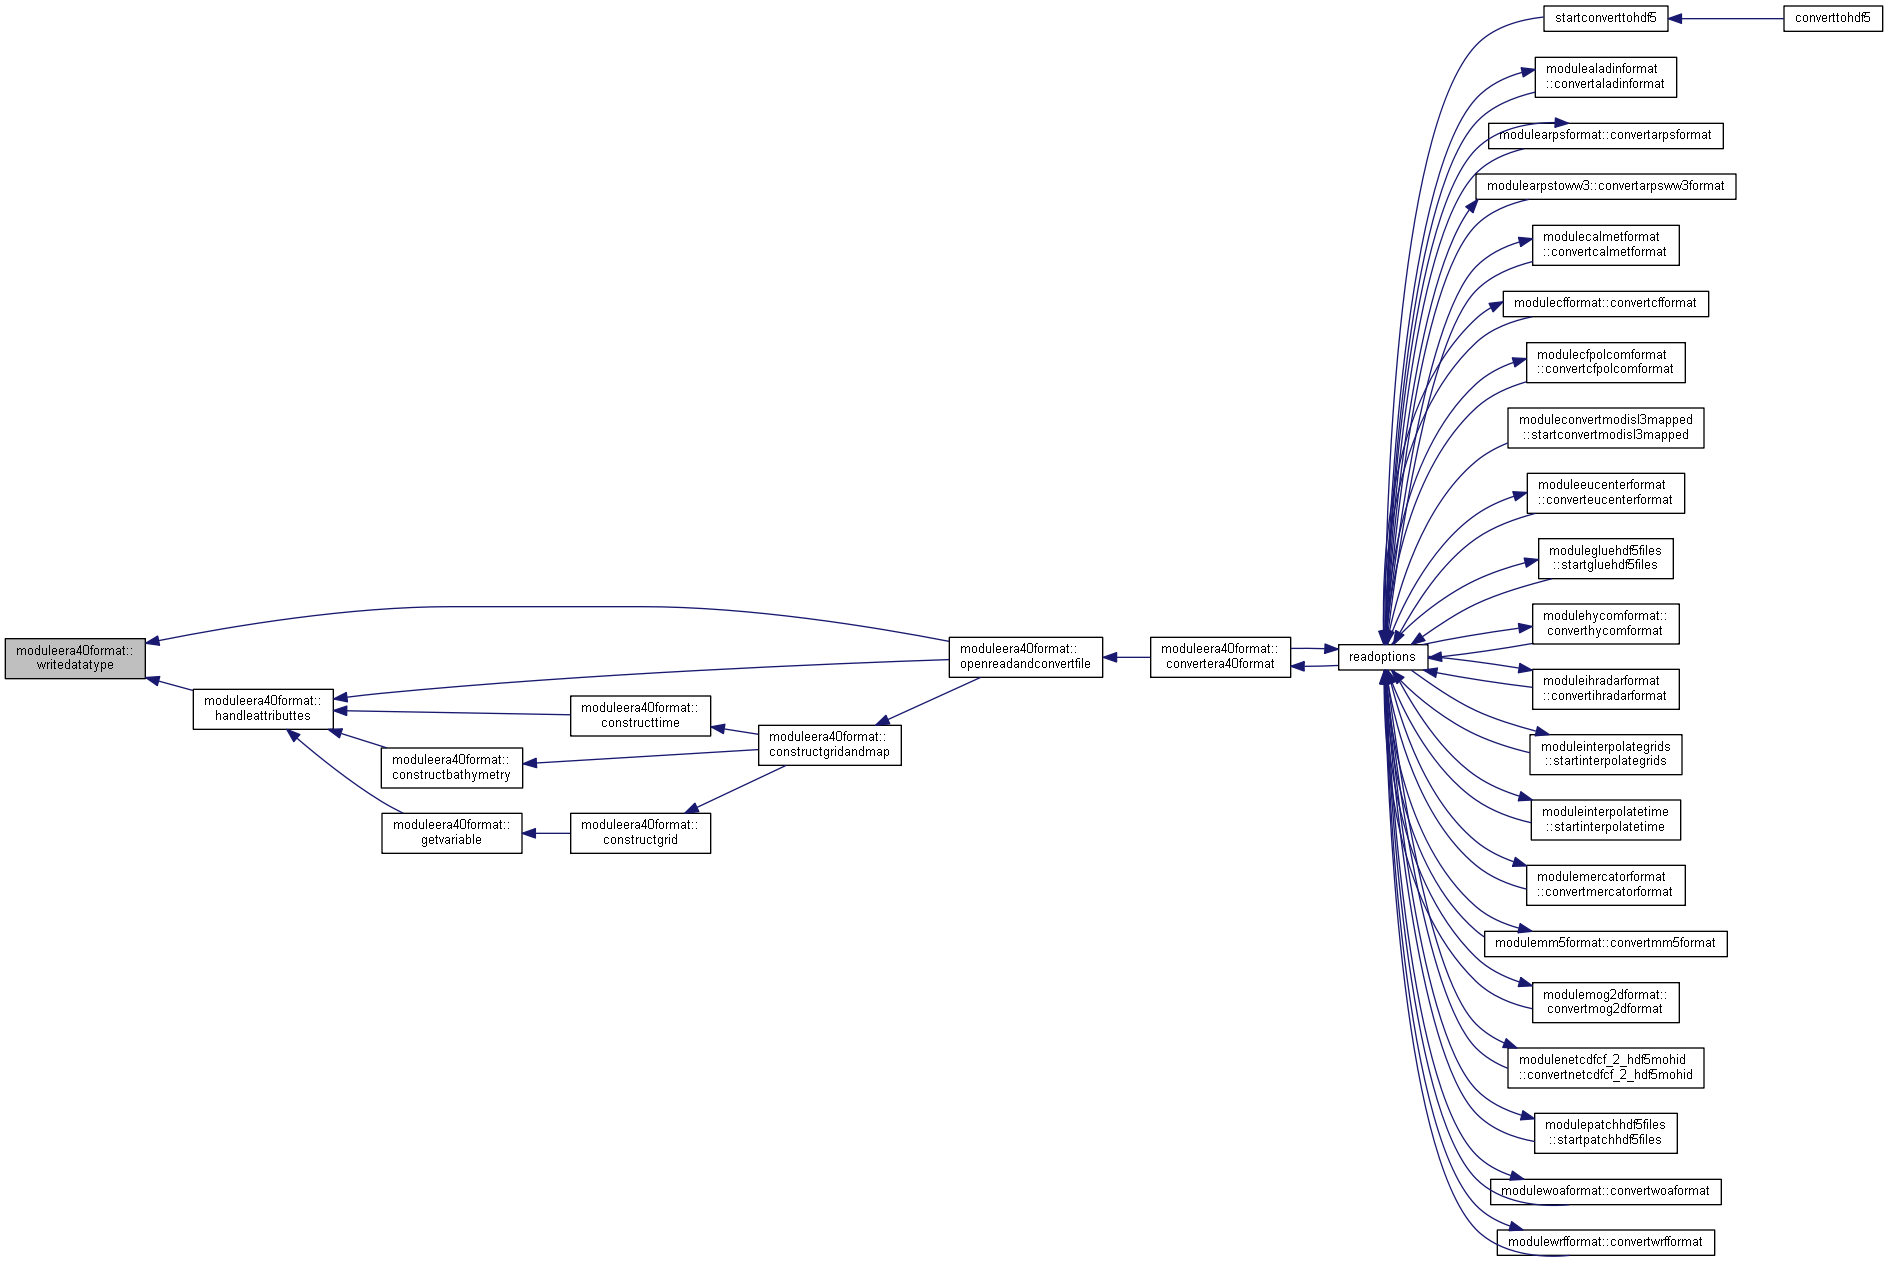 moduleera40format::
writedatatype
moduleera40format::
handleattributtes
moduleera40format::
constructbathymetry
moduleera40format::
getvariable
moduleera40format::
constructtime
moduleera40format::
constructgrid
moduleera40format::
constructgridandmap
moduleera40format::
openreadandconvertfile
moduleera40format::
convertera40format
readoptions
startconverttohdf5
converttohdf5
modulealadinformat
::convertaladinformat
modulearpsformat::convertarpsformat
modulearpstoww3::convertarpsww3format
modulecalmetformat
::convertcalmetformat
modulecfformat::convertcfformat
modulecfpolcomformat
::convertcfpolcomformat
moduleconvertmodisl3mapped
::startconvertmodisl3mapped
moduleeucenterformat
::converteucenterformat
modulegluehdf5files
::startgluehdf5files
modulehycomformat::
converthycomformat
moduleihradarformat
::convertihradarformat
moduleinterpolategrids
::startinterpolategrids
moduleinterpolatetime
::startinterpolatetime
modulemercatorformat
::convertmercatorformat
modulemm5format::convertmm5format
modulemog2dformat::
convertmog2dformat
modulenetcdfcf_2_hdf5mohid
::convertnetcdfcf_2_hdf5mohid
modulepatchhdf5files
::startpatchhdf5files
modulewoaformat::convertwoaformat
modulewrfformat::convertwrfformat